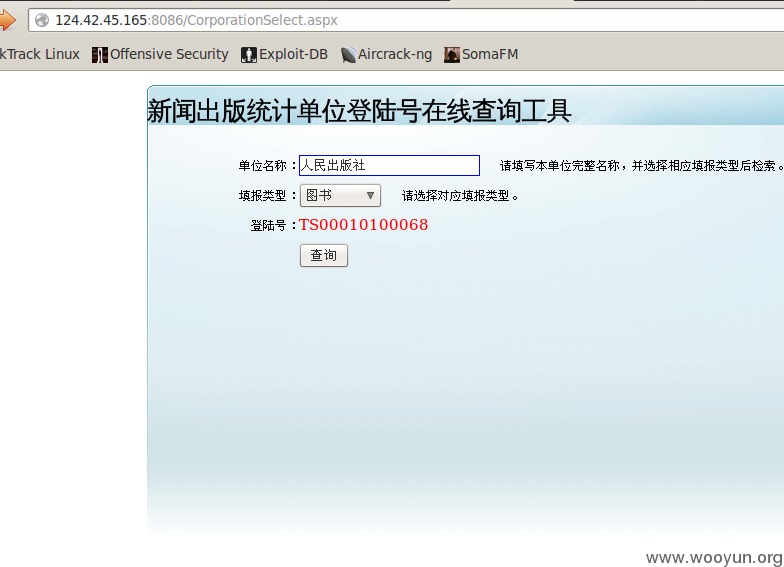 124.42.45.165:8086/CorporationSelect.aspx
kTrack Linux Offensive Security Exploit-DB Aircrack-ng SomaFM
新闻出版统计单位登陆号在线查询工具
单位名称：人民出版社 请填写本单位完整名称，并选择相应填报类型后检索。
填报类型：图书 请选择对应填报类型。
登陆号：TS00010100068
查询
www.wooyun.org